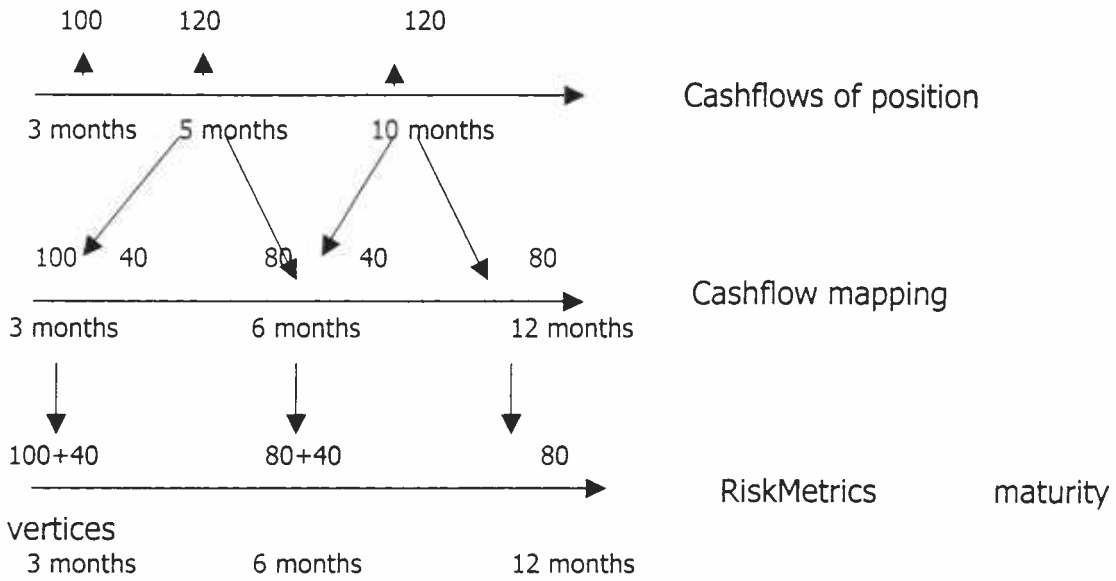 100 120 120
Cashflows of position
3 months 5 months 10 months
100 40 80 40 80
Cashflow mapping
3 months 6 months 12 months
100+40 80+40 80
RiskMetrics maturity
vertices
3 months 6 months 12 months